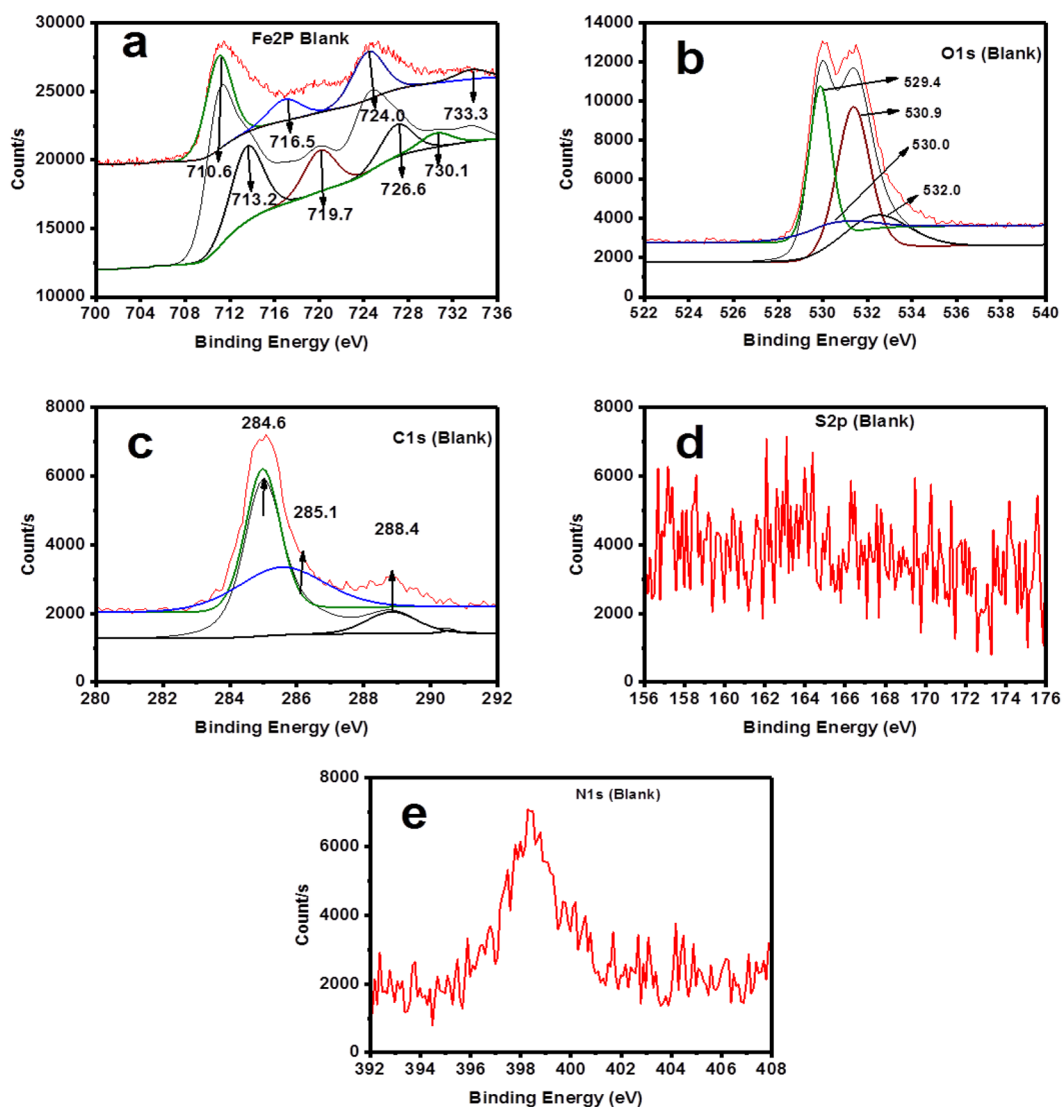 a
Fe2P Blank
30000
25000
20000
15000
10000
Count/s
710.6
713.2
716.5
719.7
724.0
726.6
733.3
730.1
700 704 708 711 714 717 720 724 728 732 736
Binding Energy (eV)
b
O1s (Blank)
14000
12000
10000
8000
6000
4000
2000
0
Count/s
529.4
530.9
530.0
532.0
522 524 526 528 530 532 534 536 538 540
Binding Energy (eV)
c
C1s (Blank)
8000
6000
4000
2000
0
Count/s
284.6
285.1
288.4
280 282 284 286 288 290 292
Binding Energy (eV)
d
S2p (Blank)
8000
6000
4000
2000
0
Count/s
156 158 160 162 164 166 168 170 172 174 176
Binding Energy (eV)
e
N1s (Blank)
8000
6000
4000
2000
0
Count/s
392 394 396 398 400 402 404 406 408
Binding Energy (eV)